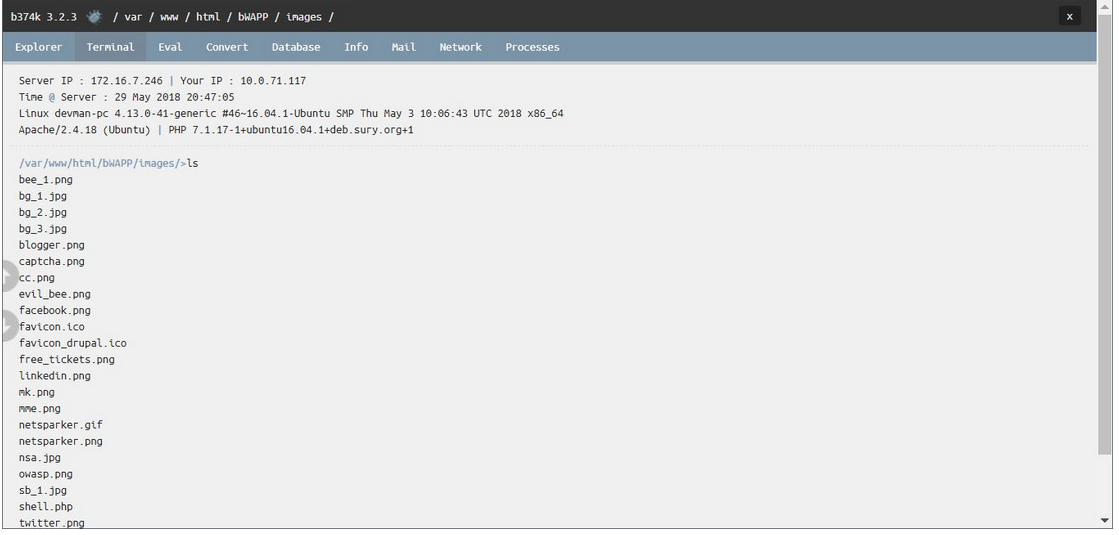 b374k 3.2.3 / var / www / html / bWAPP / images / x
Explorer Terminal Eval Convert Database Info Mail Network Processes
Server IP : 172.16.7.246 | Your IP : 10.0.71.117
Time @ Server : 29 May 2018 20:47:05
Linux devman-pc 4.13.0-41-generic #46~16.04.1-Ubuntu SMP Thu May 3 10:06:43 UTC 2018 x86_64
Apache/2.4.18 (Ubuntu) | PHP 7.1.17-1+ubuntu16.04.1+deb.sury.org+1
/var/www/html/bWAPP/images/>ls
bee_1.png
bg_1.jpg
bg_2.jpg
bg_3.jpg
blogger.png
captcha.png
cc.png
evil_bee.png
facebook.png
favicon.ico
favicon_drupal.ico
free_tickets.png
linkedin.png
mk.png
mme.png
netsparker.gif
netsparker.png
nsa.jpg
owasp.png
sb_1.jpg
shell.php
twitter.png